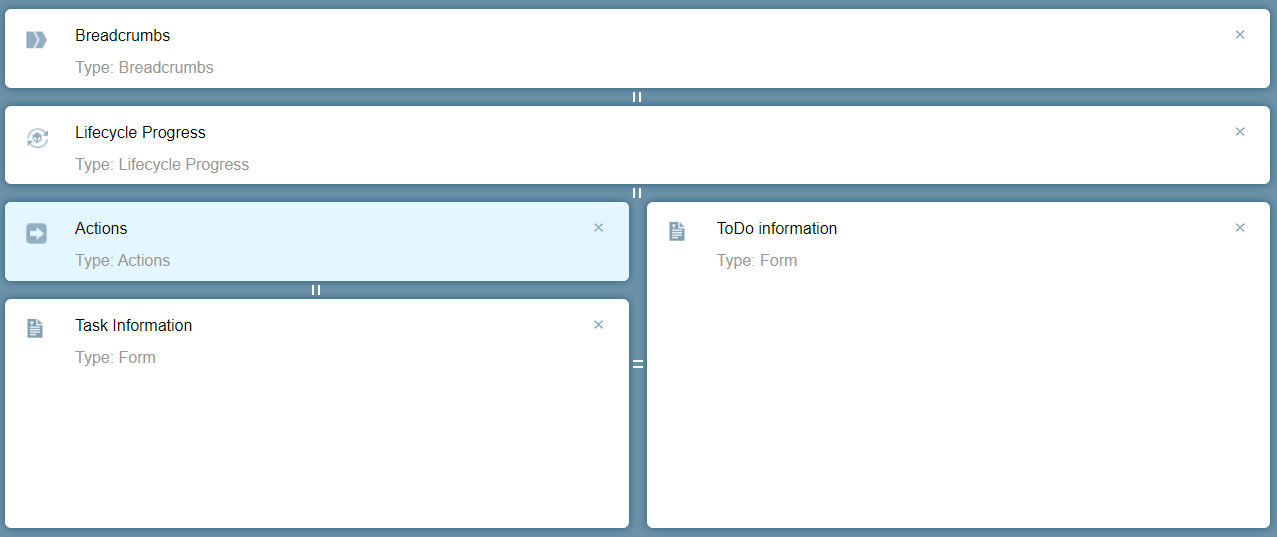 Breadcrumbs
Type: Breadcrumbs
Lifecycle Progress
Type: Lifecycle Progress
Actions
Type: Actions
Task Information
Type: Form
ToDo information
Type: Form